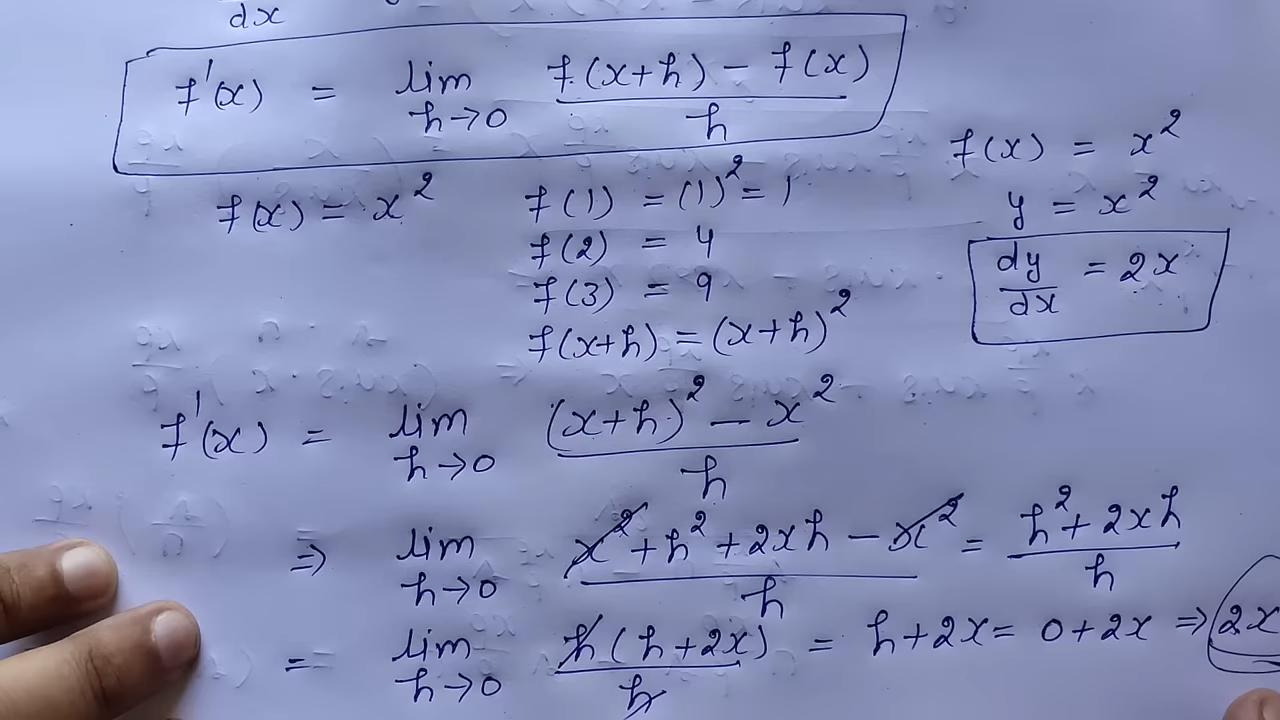 dx
f'(x) = lim h→0 f(x+h) - f(x) / h
f(x) = x²
f(1) = (1)² = 1
f(2) = 4
f(3) = 9
f(x+h) = (x+h)²
f(x) = x²
y = x²
dy/dx = 2x
f'(x) = lim h→0 (x+h)² - x² / h
⇒ lim h→0 x² + h² + 2xh - x² / h = h² + 2xh / h
= lim h→0 h(h+2x) / h = h+2x = 0+2x ⇒ 2x